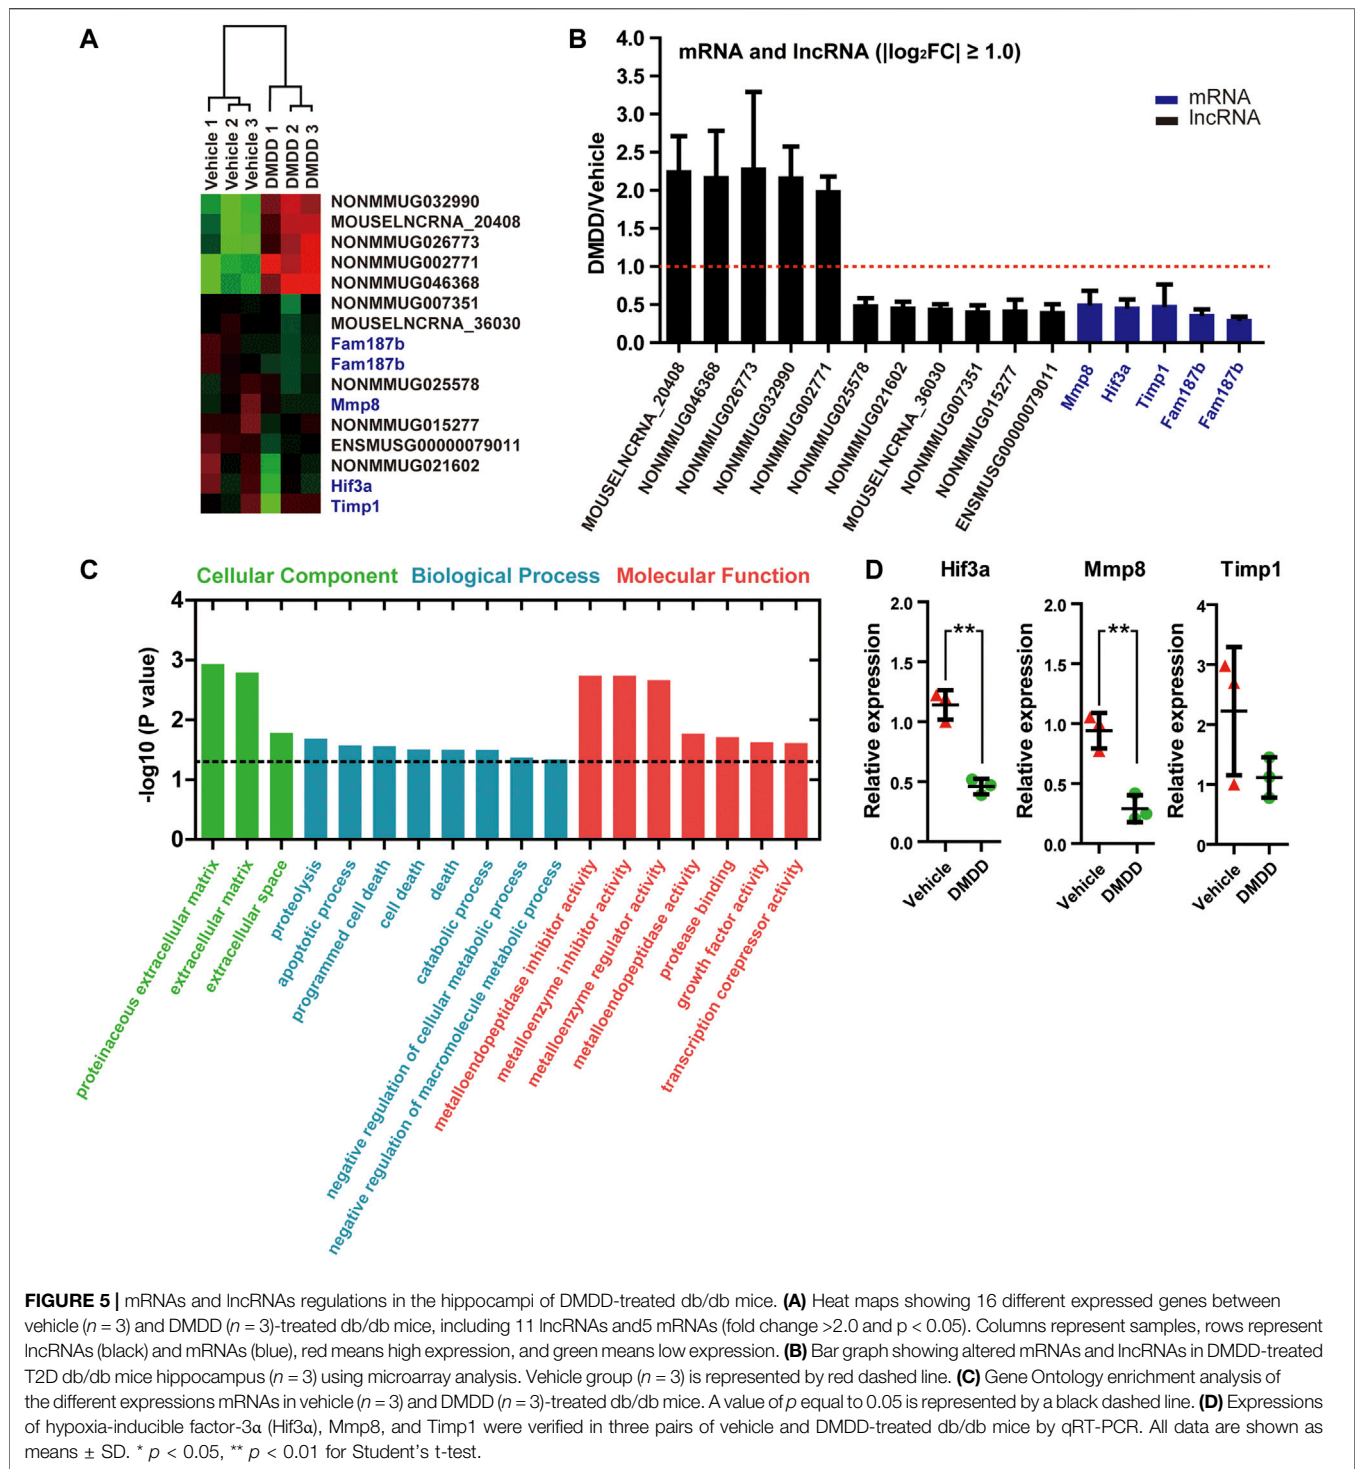 A
Vehicle 1
Vehicle 2
Vehicle 3
DMDD 1
DMDD 2
DMDD 3
NONMMUG032990
MOUSELNCRNA_20408
NONMMUG026773
NONMMUG002771
NONMMUG046368
NONMMUG007351
MOUSELNCRNA_36030
Fam187b
Fam187b
NONMMUG025578
Mmp8
NONMMUG015277
ENSMUSG00000079011
NONMMUG021602
Hif3a
Timp1
B
mRNA and lncRNA (|log₂FC| ≥ 1.0)
mRNA
lncRNA
DMDD/Vehicle
4.0
3.5
3.0
2.5
2.0
1.5
1.0
0.5
0.0
MOUSELNCRNA_20408
NONMMUG046368
NONMMUG026773
NONMMUG032990
NONMMUG002771
NONMMUG025578
NONMMUG021602
MOUSELNCRNA_36030
NONMMUG007351
NONMMUG015277
ENSMUSG00000079011
Mmp8
Hif3a
Timp1
Fam187b
Fam187b
C
Cellular Component Biological Process Molecular Function
-log10 (P value)
4
3
2
1
0
proteinaceous extracellular matrix
extracellular matrix
extracellular space
proteolysis
apoptotic process
programmed cell death
cell death
death
catabolic process
negative regulation of cellular metabolic process
negative regulation of macromolecule metabolic process
metalloendopeptidase inhibitor activity
metalloenzyme inhibitor activity
metalloenzyme regulator activity
metalloendopeptidase activity
protease binding
growth factor activity
transcription corepressor activity
D
Hif3a
Relative expression
2.0
1.5
1.0
0.5
0.0
**
Vehicle
DMDD
Mmp8
Relative expression
2.0
1.5
1.0
0.5
0.0
**
Vehicle
DMDD
Timp1
Relative expression
4
3
2
1
0
Vehicle
DMDD
FIGURE 5 | mRNAs and lncRNAs regulations in the hippocampi of DMDD-treated db/db mice. (A) Heat maps showing 16 different expressed genes between
vehicle (n = 3) and DMDD (n = 3)-treated db/db mice, including 11 lncRNAs and5 mRNAs (fold change >2.0 and p < 0.05). Columns represent samples, rows represent
lncRNAs (black) and mRNAs (blue), red means high expression, and green means low expression. (B) Bar graph showing altered mRNAs and lncRNAs in DMDD-treated
T2D db/db mice hippocampus (n = 3) using microarray analysis. Vehicle group (n = 3) is represented by red dashed line. (C) Gene Ontology enrichment analysis of
the different expressions mRNAs in vehicle (n = 3) and DMDD (n = 3)-treated db/db mice. A value of p equal to 0.05 is represented by a black dashed line. (D) Expressions
of hypoxia-inducible factor-3α (Hif3α), Mmp8, and Timp1 were verified in three pairs of vehicle and DMDD-treated db/db mice by qRT-PCR. All data are shown as
means ± SD. * p < 0.05, ** p < 0.01 for Student's t-test.